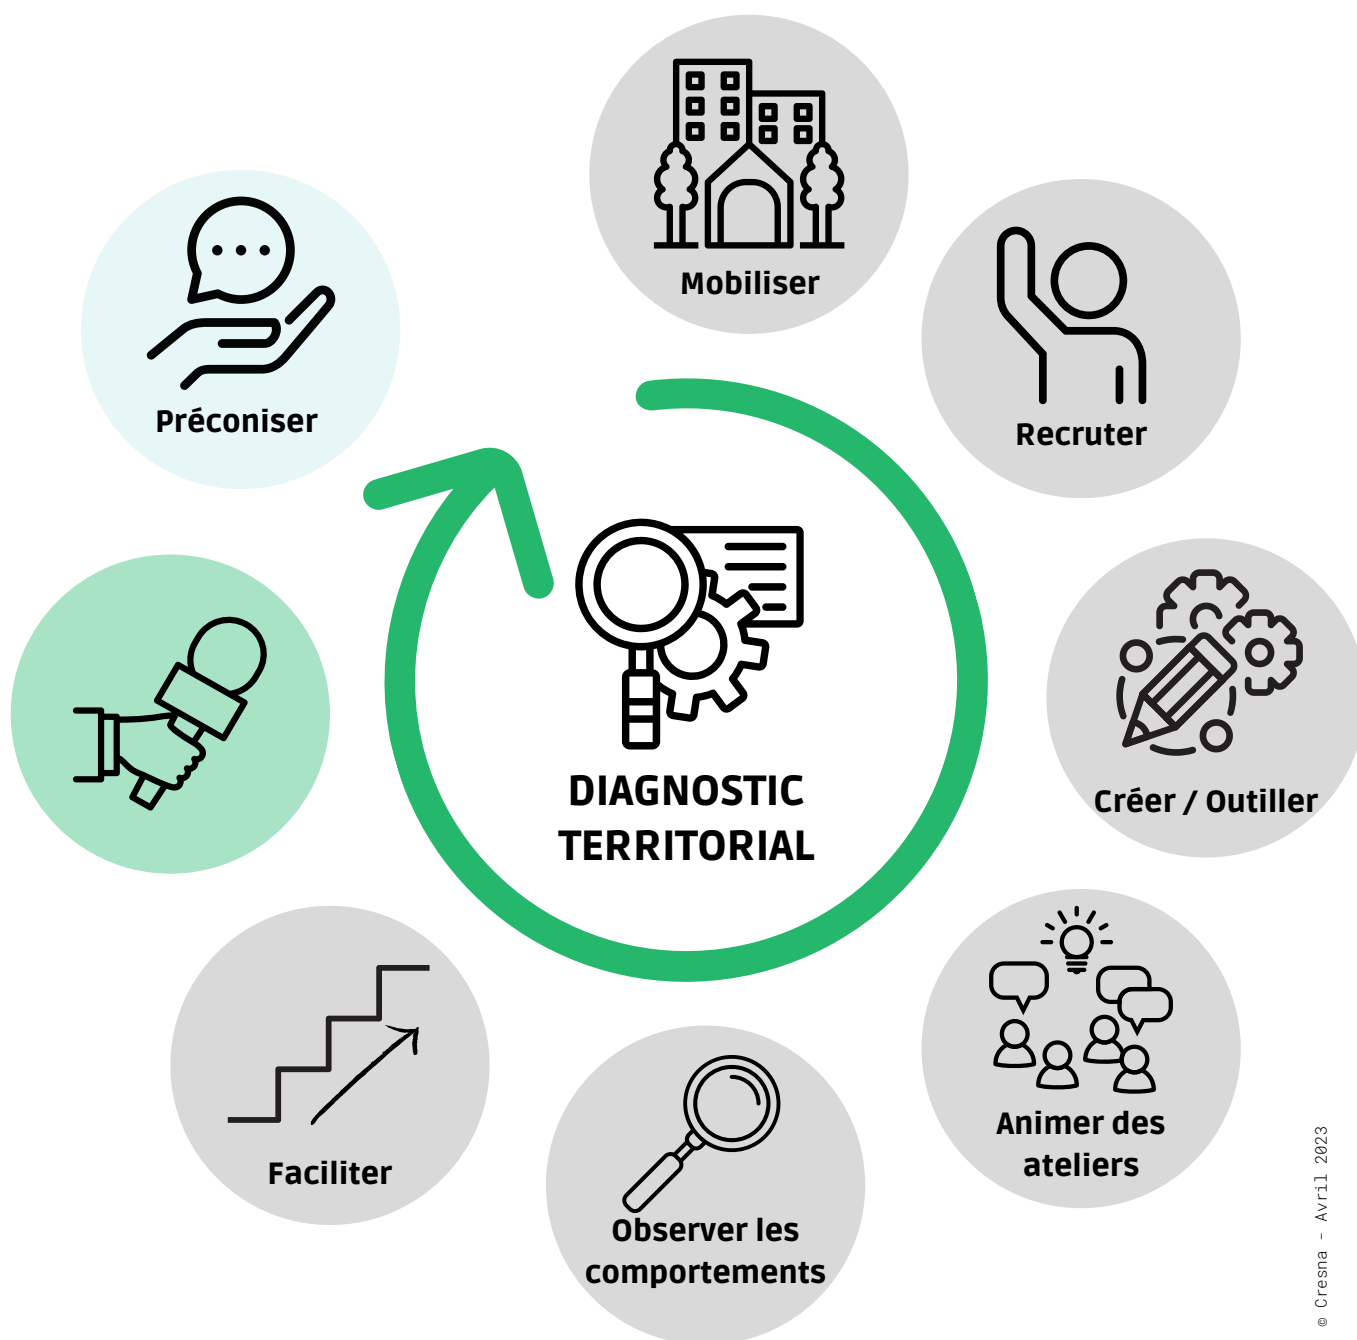 Mobiliser
Recruter
Créer / Outiller
Animer des
ateliers
Observer les
comportements
Faciliter
Préconiser
DIAGNOSTIC
TERRITORIAL
© Cresna - Avril 2023